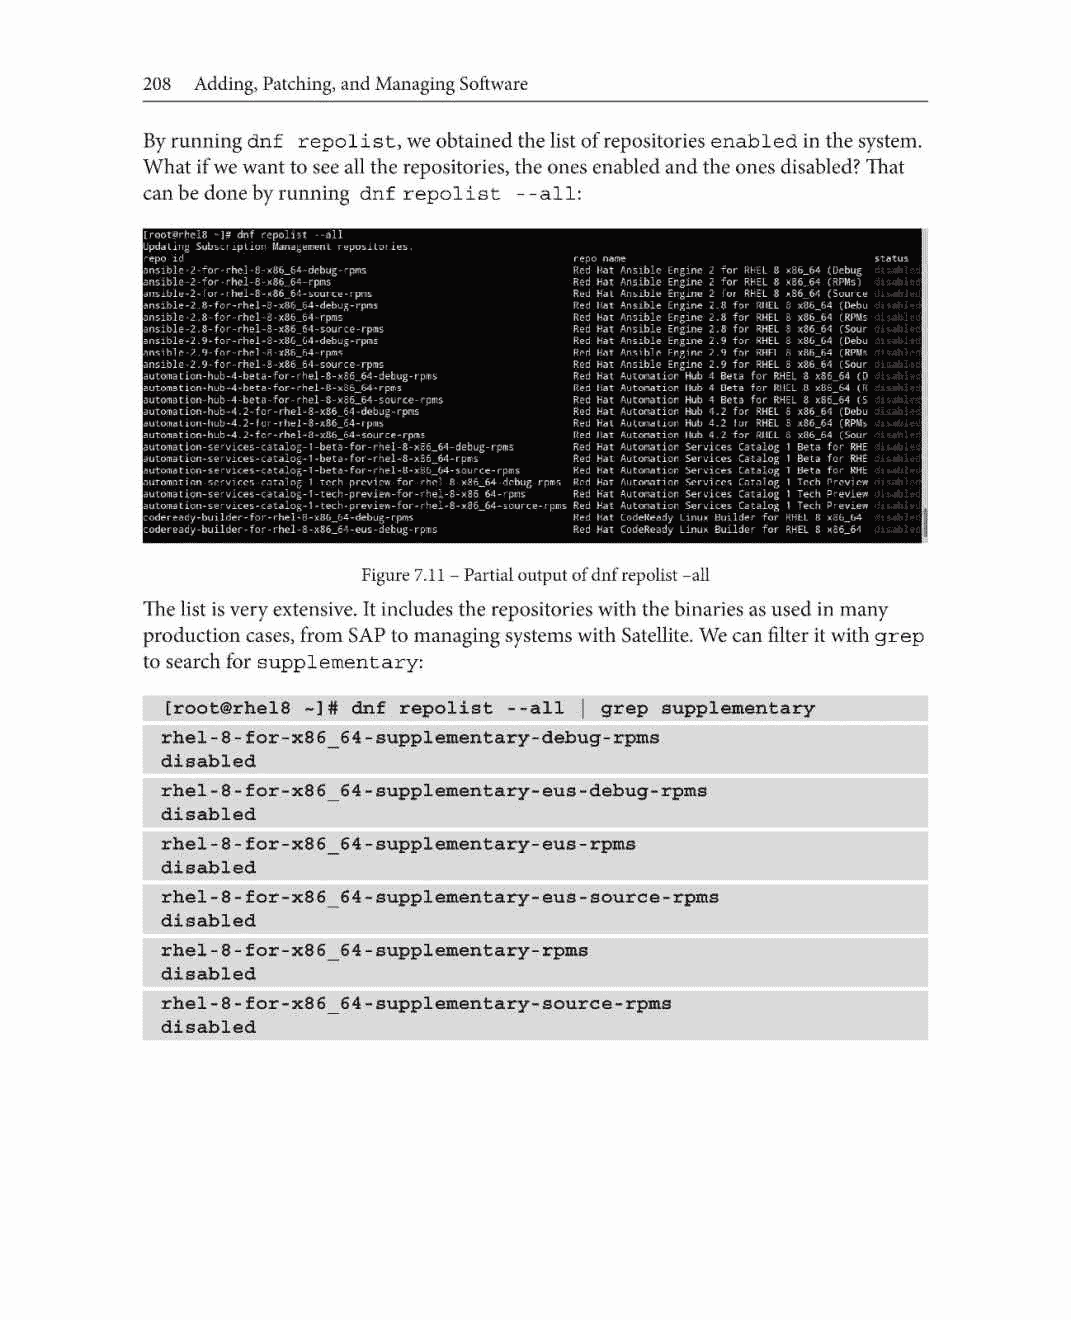 208 Adding, Patching, and Managing Software
By running dnf repolist, we obtained the list of repositories enabled in the system.
What if we want to see all the repositories, the ones enabled and the ones disabled? That
can be done by running dnf repolist --all:
[root@rhel8 ~]# dnf repolist --all
Updating Subscription Management repositories.
repo id repo name status
ansible-2-for-rhel-8-x86_64-debug-rpms Red Hat Ansible Engine 2 for RHEL 8 x86_64 (Debug disabled
ansible-2-for-rhel-8-x86_64-rpms Red Hat Ansible Engine 2 for RHEL 8 x86_64 (RPMs) disabled
ansible-2-for-rhel-8-x86_64-source-rpms Red Hat Ansible Engine 2 for RHEL 8 x86_64 (Source disabled
ansible-2.8-for-rhel-8-x86_64-debug-rpms Red Hat Ansible Engine 2.8 for RHEL 8 x86_64 (Debu disabled
ansible-2.8-for-rhel-8-x86_64-rpms Red Hat Ansible Engine 2.8 for RHEL 8 x86_64 (RPMs disabled
ansible-2.8-for-rhel-8-x86_64-source-rpms Red Hat Ansible Engine 2.8 for RHEL 8 x86_64 (Sour disabled
ansible-2.9-for-rhel-8-x86_64-debug-rpms Red Hat Ansible Engine 2.9 for RHEL 8 x86_64 (Debu disabled
ansible-2.9-for-rhel-8-x86_64-rpms Red Hat Ansible Engine 2.9 for RHEL 8 x86_64 (RPMs disabled
ansible-2.9-for-rhel-8-x86_64-source-rpms Red Hat Ansible Engine 2.9 for RHEL 8 x86_64 (Sour disabled
automation-hub-4-beta-for-rhel-8-x86_64-debug-rpms Red Hat Automation Hub 4 Beta for RHEL 8 x86_64 (D disabled
automation-hub-4-beta-for-rhel-8-x86_64-rpms Red Hat Automation Hub 4 Beta for RHEL 8 x86_64 (R disabled
automation-hub-4-beta-for-rhel-8-x86_64-source-rpms Red Hat Automation Hub 4 Beta for RHEL 8 x86_64 (S disabled
automation-hub-4.2-for-rhel-8-x86_64-debug-rpms Red Hat Automation Hub 4.2 for RHEL 8 x86_64 (Debu disabled
automation-hub-4.2-for-rhel-8-x86_64-rpms Red Hat Automation Hub 4.2 for RHEL 8 x86_64 (RPMs disabled
automation-hub-4.2-for-rhel-8-x86_64-source-rpms Red Hat Automation Hub 4.2 for RHEL 8 x86_64 (Sour disabled
automation-services-catalog-1-beta-for-rhel-8-x86_64-debug-rpms Red Hat Automation Services Catalog 1 Beta for RHE disabled
automation-services-catalog-1-beta-for-rhel-8-x86_64-rpms Red Hat Automation Services Catalog 1 Beta for RHE disabled
automation-services-catalog-1-beta-for-rhel-8-x86_64-source-rpms Red Hat Automation Services Catalog 1 Beta for RHE disabled
automation-services-catalog-1-tech-preview-for-rhel-8-x86_64-debug-rpms Red Hat Automation Services Catalog 1 Tech Preview disabled
automation-services-catalog-1-tech-preview-for-rhel-8-x86_64-rpms Red Hat Automation Services Catalog 1 Tech Preview disabled
automation-services-catalog-1-tech-preview-for-rhel-8-x86_64-source-rpms Red Hat Automation Services Catalog 1 Tech Preview disabled
codeready-builder-for-rhel-8-x86_64-debug-rpms Red Hat CodeReady Linux Builder for RHEL 8 x86_64 disabled
codeready-builder-for-rhel-8-x86_64-eus-debug-rpms Red Hat CodeReady Linux Builder for RHEL 8 x86_64 disabled
Figure 7.11 – Partial output of dnf repolist –all
The list is very extensive. It includes the repositories with the binaries as used in many
production cases, from SAP to managing systems with Satellite. We can filter it with grep
to search for supplementary:
[root@rhel8 ~]# dnf repolist --all | grep supplementary
rhel-8-for-x86_64-supplementary-debug-rpms
disabled
rhel-8-for-x86_64-supplementary-eus-debug-rpms
disabled
rhel-8-for-x86_64-supplementary-eus-rpms
disabled
rhel-8-for-x86_64-supplementary-eus-source-rpms
disabled
rhel-8-for-x86_64-supplementary-rpms
disabled
rhel-8-for-x86_64-supplementary-source-rpms
disabled